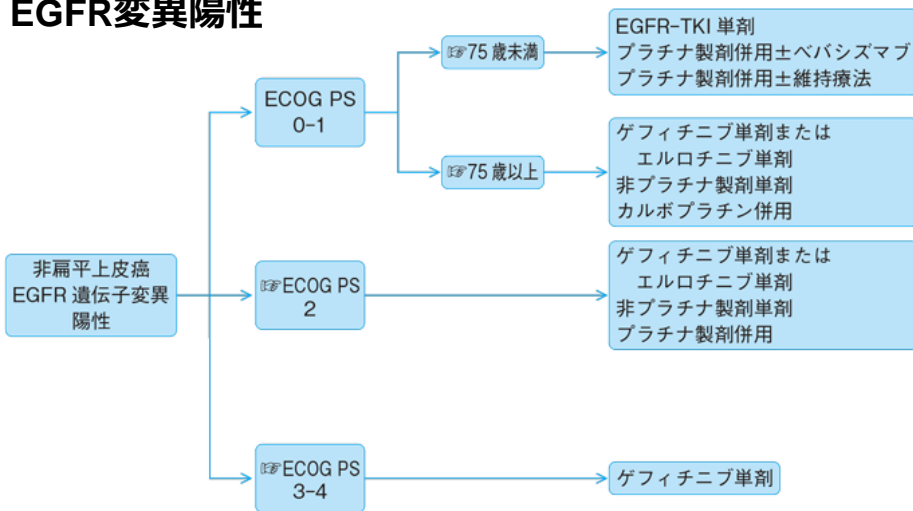 EGFR変異陽性
非扁平上皮癌
EGFR 遺伝子変異
陽性
ECOG PS
0-1
☞75 歳未満
EGFR-TKI 単剤
プラチナ製剤併用±ベバシズマブ
プラチナ製剤併用±維持療法
☞75 歳以上
ゲフィチニブ単剤または
エルロチニブ単剤
非プラチナ製剤単剤
カルボプラチン併用
☞ECOG PS
2
ゲフィチニブ単剤または
エルロチニブ単剤
非プラチナ製剤単剤
プラチナ製剤併用
☞ECOG PS
3-4
ゲフィチニブ単剤